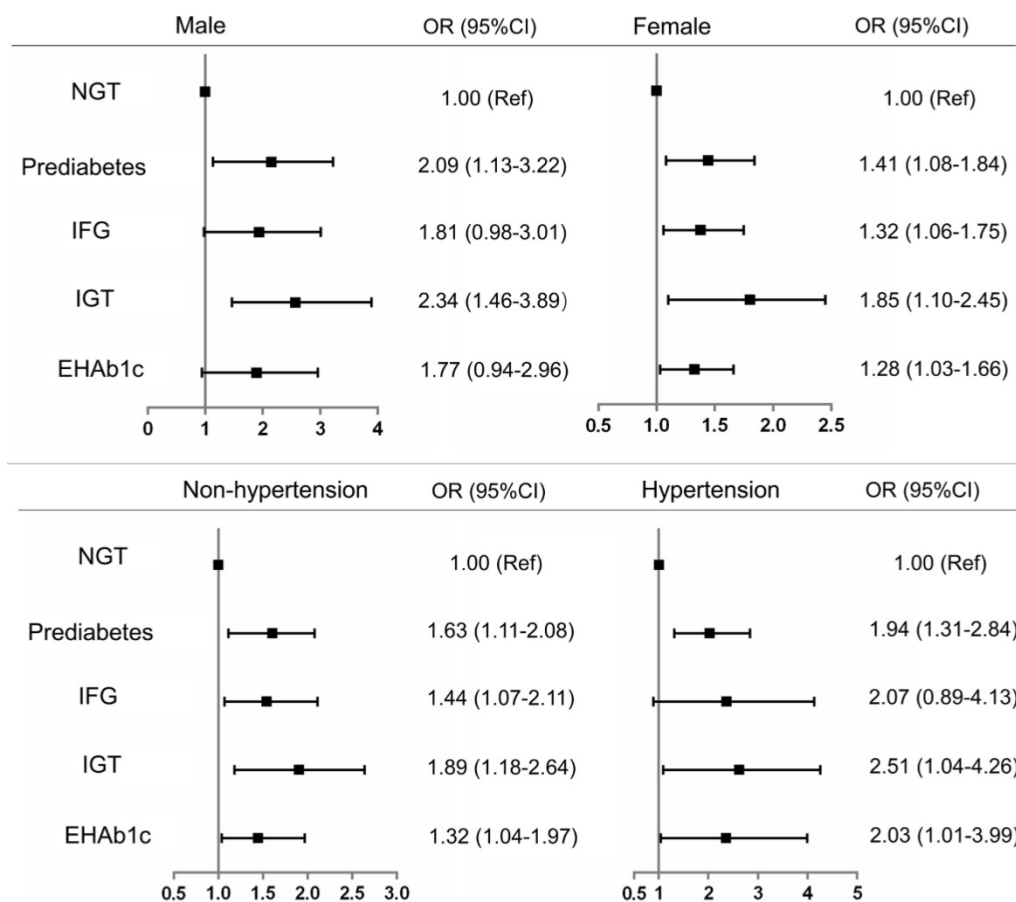 Male OR (95%CI) Female OR (95%CI)
NGT 1.00 (Ref) 1.00 (Ref)
Prediabetes 2.09 (1.13-3.22) 1.41 (1.08-1.84)
IFG 1.81 (0.98-3.01) 1.32 (1.06-1.75)
IGT 2.34 (1.46-3.89) 1.85 (1.10-2.45)
EHAb1c 1.77 (0.94-2.96) 1.28 (1.03-1.66)
0 1 2 3 4 0.5 1.0 1.5 2.0 2.5
Non-hypertension OR (95%CI) Hypertension OR (95%CI)
NGT 1.00 (Ref) 1.00 (Ref)
Prediabetes 1.63 (1.11-2.08) 1.94 (1.31-2.84)
IFG 1.44 (1.07-2.11) 2.07 (0.89-4.13)
IGT 1.89 (1.18-2.64) 2.51 (1.04-4.26)
EHAb1c 1.32 (1.04-1.97) 2.03 (1.01-3.99)
0.5 1.0 1.5 2.0 2.5 3.0 0.5 1 2 3 4 5